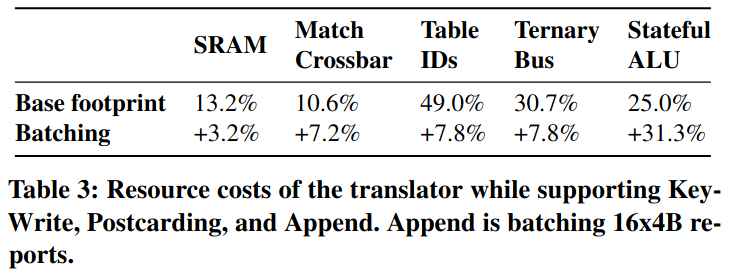 SRAM Match Crossbar Table IDs Ternary Bus Stateful ALU
Base footprint 13.2% 10.6% 49.0% 30.7% 25.0%
Batching +3.2% +7.2% +7.8% +7.8% +31.3%
Table 3: Resource costs of the translator while supporting Key-
Write, Postcarding, and Append. Append is batching 16x4B re-
ports.